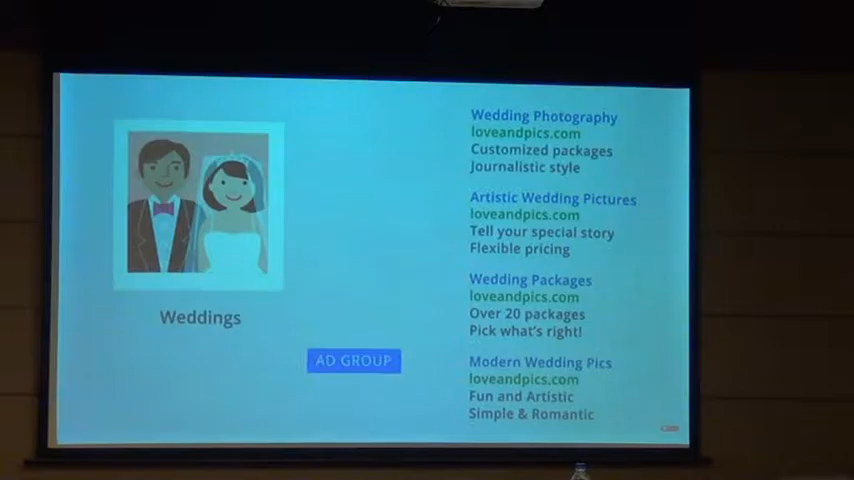 Weddings
AD GROUP
Wedding Photography
loveandpics.com
Customized packages
Journalistic style
Artistic Wedding Pictures
loveandpics.com
Tell your special story
Flexible pricing
Wedding Packages
loveandpics.com
Over 20 packages
Pick what's right!
Modern Wedding Pics
loveandpics.com
Fun and Artistic
Simple & Romantic